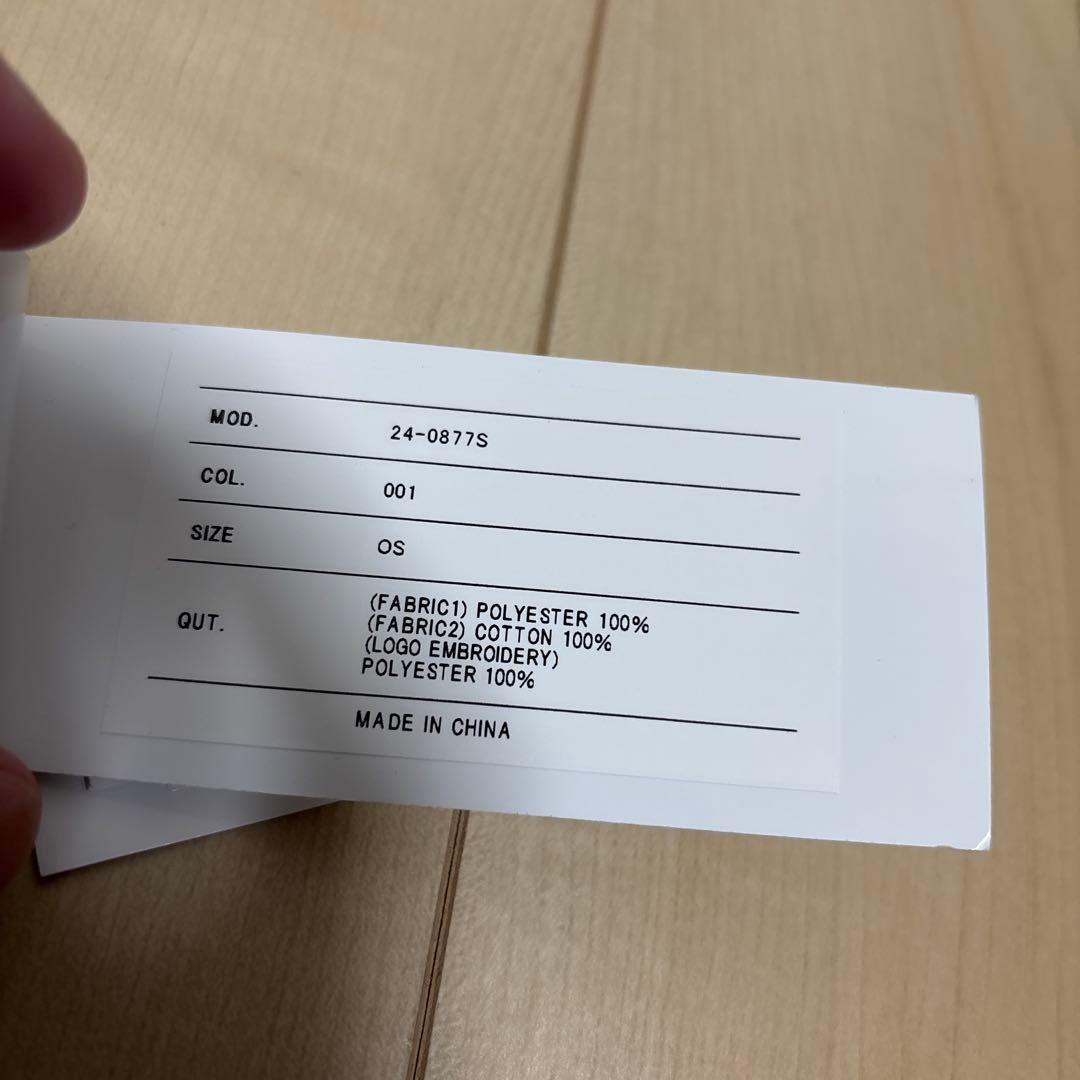 MOD. 24-0877S
COL. 001
SIZE OS
QUT. (FABRIC1) POLYESTER 100%
(FABRIC2) COTTON 100%
(LOGO EMBROIDERY)
POLYESTER 100%
MADE IN CHINA